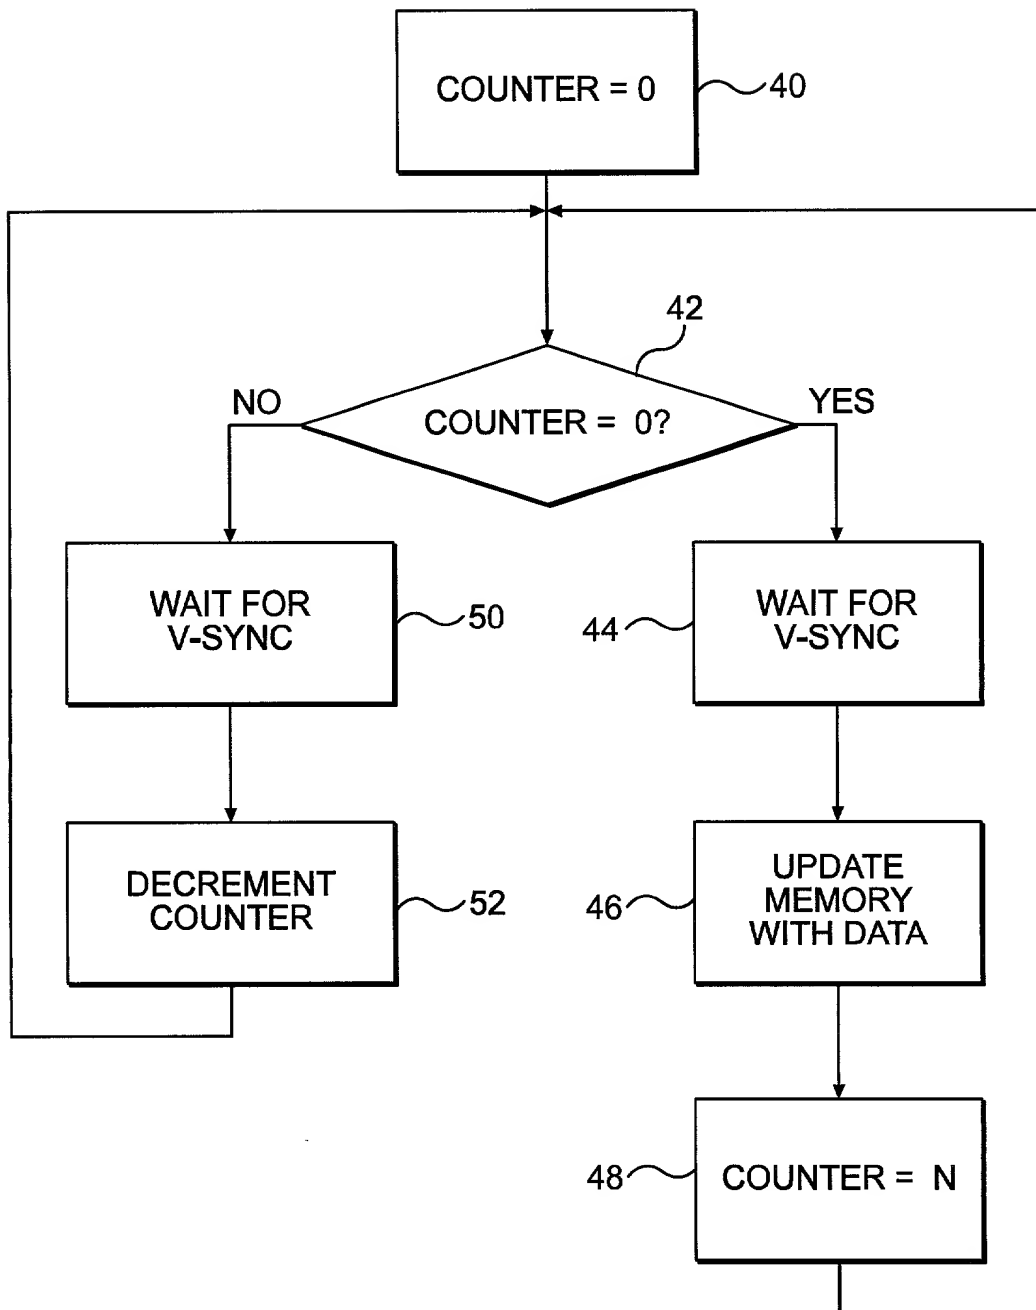 COUNTER = 0
40
42
NO
COUNTER = 0?
YES
WAIT FOR
V-SYNC
50
44
WAIT FOR
V-SYNC
DECREMENT
COUNTER
52
46
UPDATE
MEMORY
WITH DATA
48
COUNTER = N